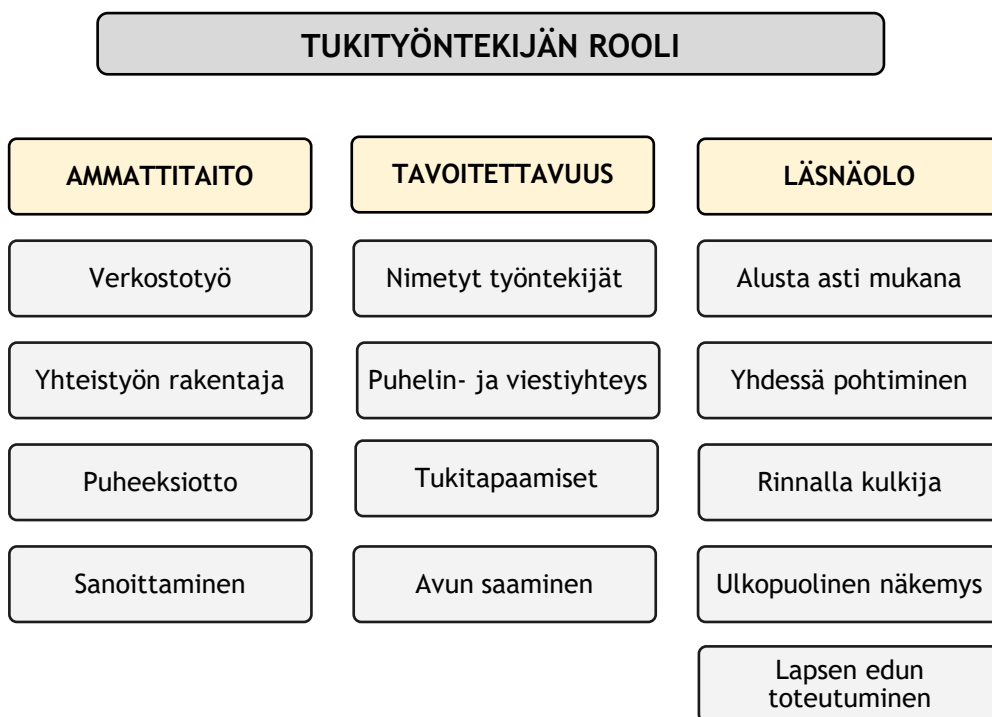 TUKITYÖNTEKIJÄN ROOLI
AMMATTITAITO
Verkostotyö
Yhteistyön rakentaja
Puheeksiotto
Sanoittaminen
TAVOITETTAVUUS
Nimetyt työntekijät
Puhelin- ja viestiyhteys
Tukitapaamiset
Avun saaminen
LÄSNÄOLO
Alusta asti mukana
Yhdessä pohtiminen
Rinnalla kulkija
Ulkopuolinen näkemys
Lapsen edun
toteutuminen